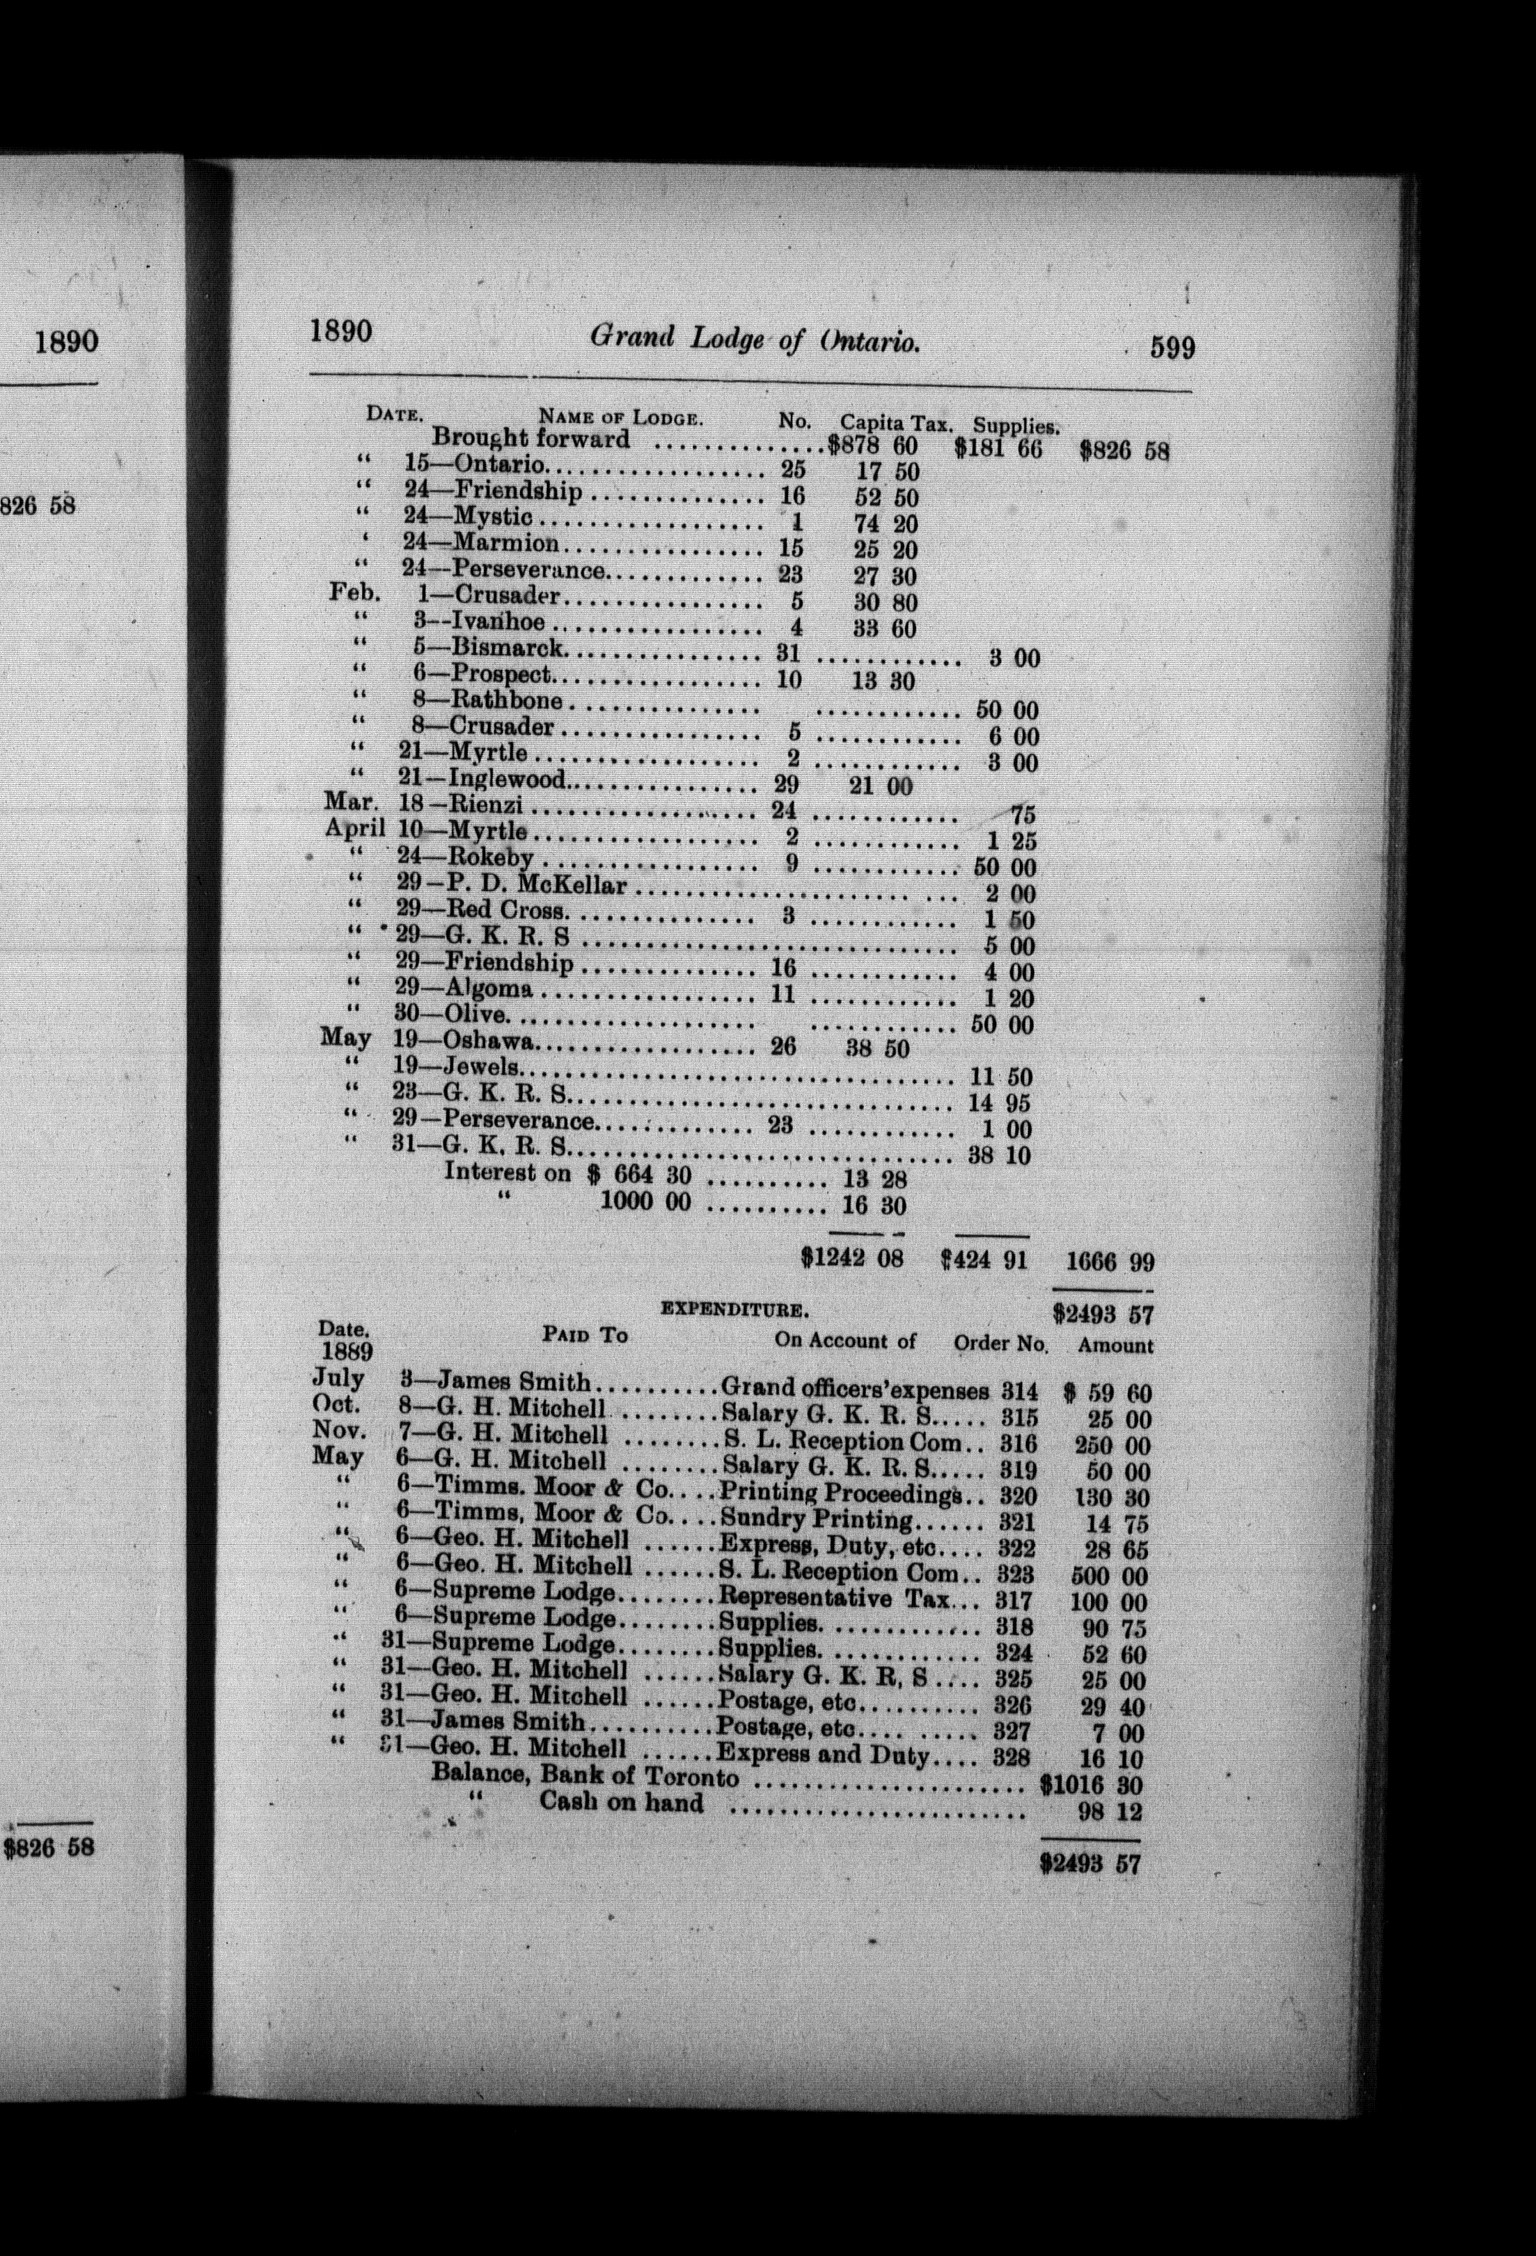 1890
826 58
$826 58
1890 Grand Lodge of Ontario. 599
DATE. NAME OF LODGE. No. Capita Tax. Supplies.
Brought forward ..............$878 60 $181 66 $826 58
“ 15—Ontario.................. 25 17 50
“ 24—Friendship .............. 16 52 50
“ 24—Mystic .................. 1 74 20
‘ 24—Marmion................ 15 25 20
“ 24--Perseverance............. 23 27 30
Feb. 1—Crusader................ 5 30 80
“ 3--Ivanhoe ................. 4 33 60
“ 5—Bismarck................ 31 ............ 3 00
“ 6—Prospect................. 10 13 30
“ 8—Rathbone ................ ............ 50 00
“ 8—Crusader ................ 5 ............ 6 00
“ 21—Myrtle .................. 2 ............ 3 00
“ 21—Inglewood................ 29 21 00
Mar. 18—Rienzi .................. 24 ............ 75
April 10—Myrtle.................. 2 ............ 1 25
“ 24—Rokeby ................. 9 ............ 50 00
“ 29—P. D. McKellar ...................... ... 2 00
“ 29—Red Cross. .............. 3 ............ 1 50
“ 29—G. K. R. S .............................. 5 00
“ 29—Friendship .............. 16 ............ 4 00
“ 29—Algoma ................. 11 ............ 1 20
“ 30—Olive. ................... ............ 50 00
May 19—Oshawa.................. 26 38 50
“ 19—Jewels................................... 11 50
“ 23—G. K. R. S............................... 14 95
“ 29—Perseverance............. 23 ............ 1 00
“ 31—G. K, R. S............................... 38 10
Interest on $ 664 30 .......... 13 28
“ 1000 00 .......... 16 30
$1242 08 $424 91 1666 99
$2493 57
EXPENDITURE.
Date. PAID TO On Account of Order No. Amount
1889
July 3—James Smith..........Grand officers’expenses 314 $ 59 60
Oct. 8—G. H. Mitchell ........Salary G. K. R. S..... 315 25 00
Nov. 7—G. H. Mitchell ........S. L. Reception Com.. 316 250 00
May 6—G. H. Mitchell ........Salary G. K. R. S..... 319 50 00
“ 6—Timms. Moor & Co....Printing Proceedings.. 320 130 30
“ 6—Timms, Moor & Co....Sundry Printing...... 321 14 75
“ 6—Geo. H. Mitchell ......Express, Duty, etc.... 322 28 65
“ 6—Geo. H. Mitchell ......S. L. Reception Com.. 323 500 00
“ 6—Supreme Lodge........Representative Tax... 317 100 00
“ 6—Supreme Lodge........Supplies. ............ 318 90 75
“ 31—Supreme Lodge........Supplies. ............ 324 52 60
“ 31—Geo. H. Mitchell ......Salary G. K. R, S .... 325 25 00
“ 31—Geo. H. Mitchell ......Postage, etc.......... 326 29 40
“ 31—James Smith..........Postage, etc.... ..... 327 7 00
“ 31—Geo. H. Mitchell ......Express and Duty.... 328 16 10
Balance, Bank of Toronto ...................... $1016 30
“ Cash on hand ........................ 98 12
$2493 57